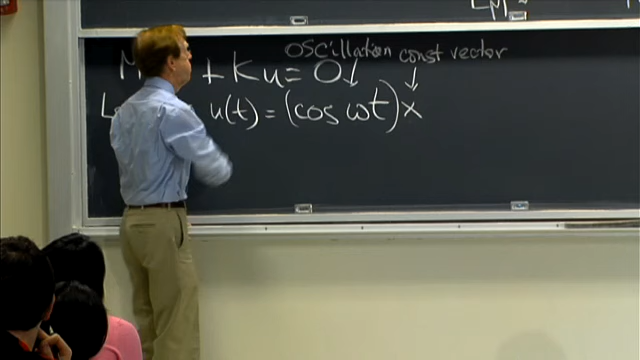 M
oscillation const vector
M + Ku = 0
L u(t) = (cos ωt) x